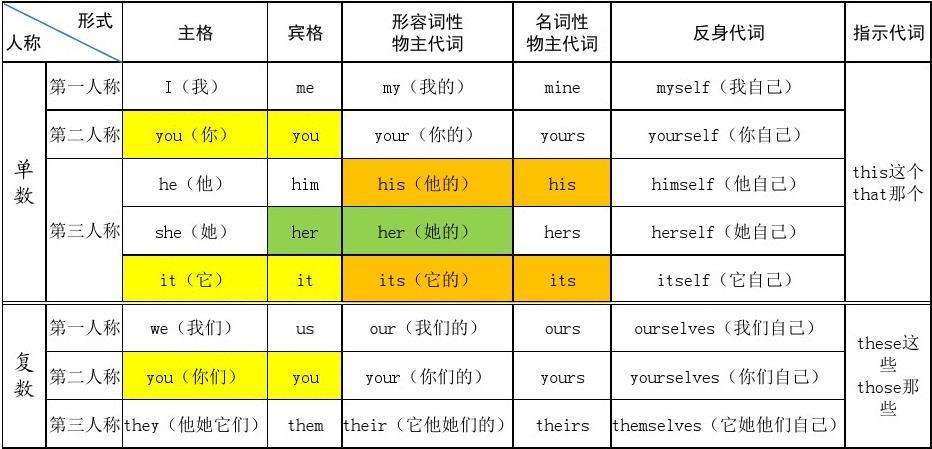 形式
人称
主格
宾格
形容词性
物主代词
名词性
物主代词
反身代词
指示代词
单数
第一人称
I（我）
me
my（我的）
mine
myself（我自己）
第二人称
you（你）
you
your（你的）
yours
yourself（你自己）
第三人称
he（他）
him
his（他的）
his
himself（他自己）
she（她）
her
her（她的）
hers
herself（她自己）
it（它）
it
its（它的）
its
itself（它自己）
this这个
that那个
复数
第一人称
we（我们）
us
our（我们的）
ours
ourselves（我们自己）
第二人称
you（你们）
you
your（你们的）
yours
yourselves（你们自己）
第三人称
they（他她它们）
them
their（它他她们的）
theirs
themselves（它她他们自己）
these这
些
those那
些